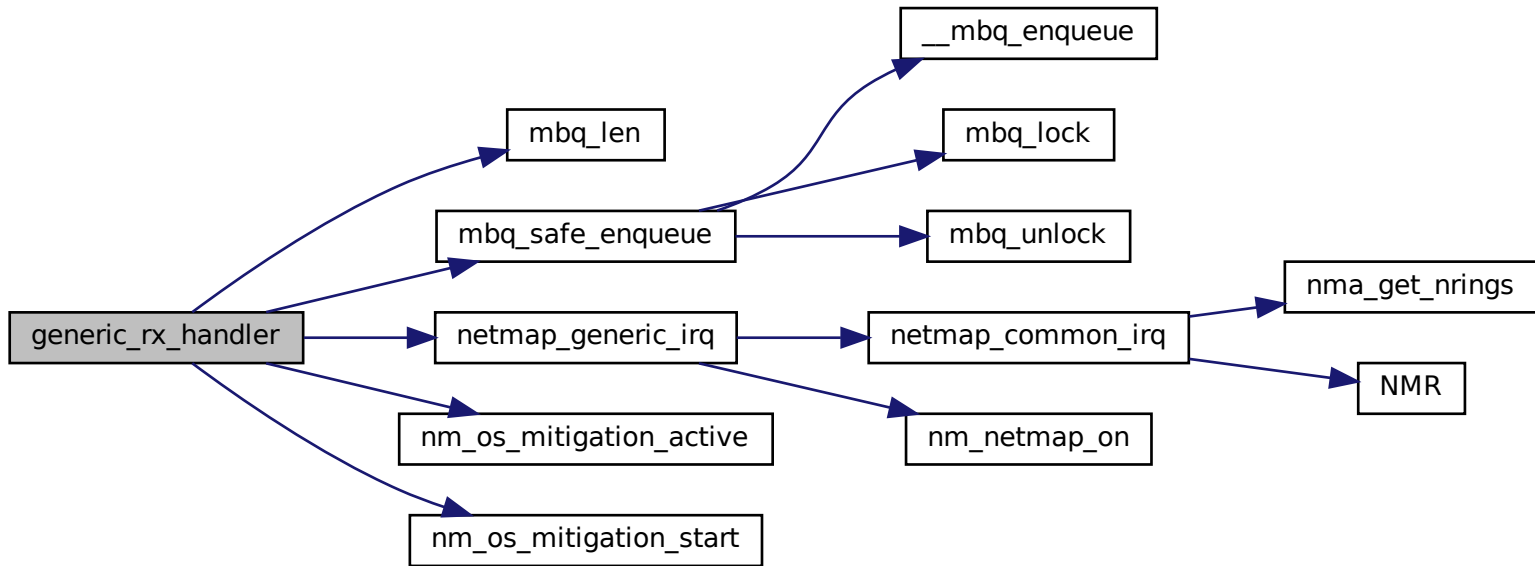 __mbq_enqueue
mbq_len
mbq_lock
mbq_safe_enqueue
mbq_unlock
nma_get_nrings
generic_rx_handler
netmap_generic_irq
netmap_common_irq
NMR
nm_os_mitigation_active
nm_netmap_on
nm_os_mitigation_start